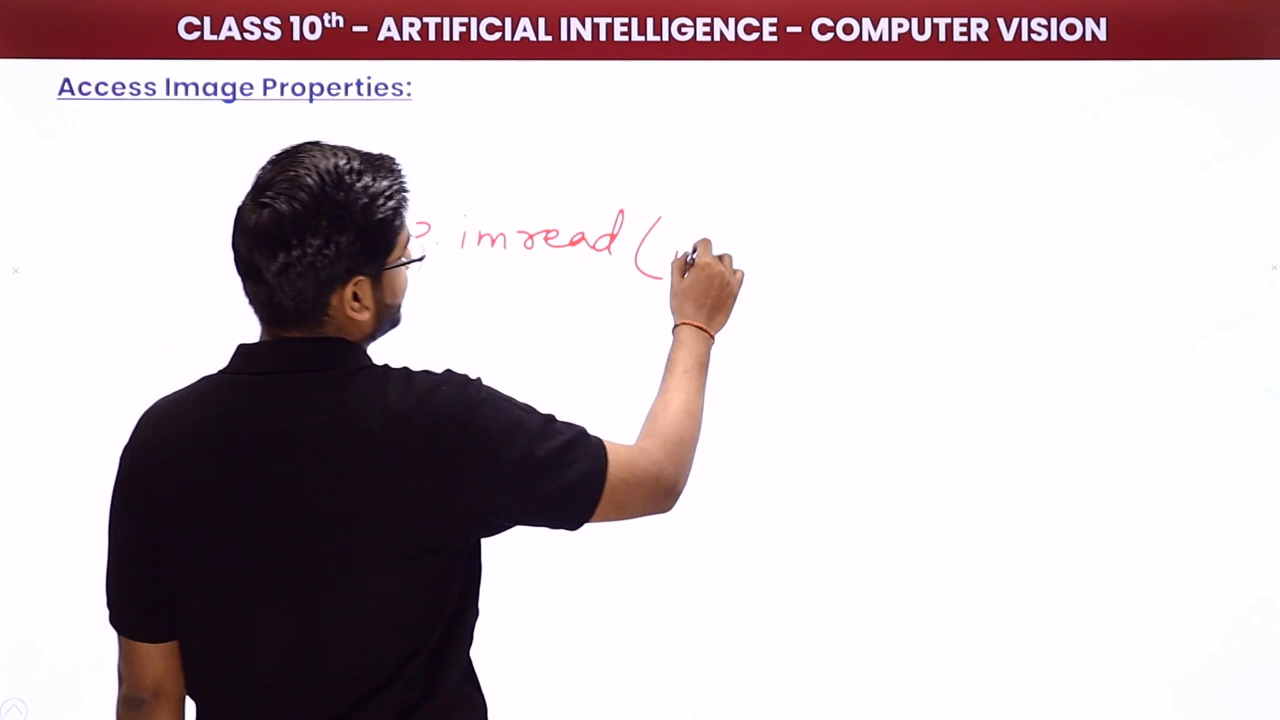 CLASS 10th - ARTIFICIAL INTELLIGENCE - COMPUTER VISION
Access Image Properties:
. imread (